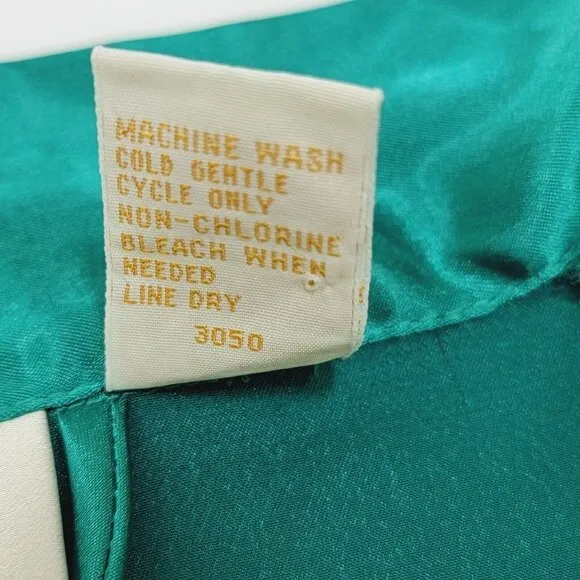 MACHINE WASH
COLD GENTLE
CYCLE ONLY
NON-CHLORINE
BLEACH WHEN
NEEDED
LINE DRY
3050